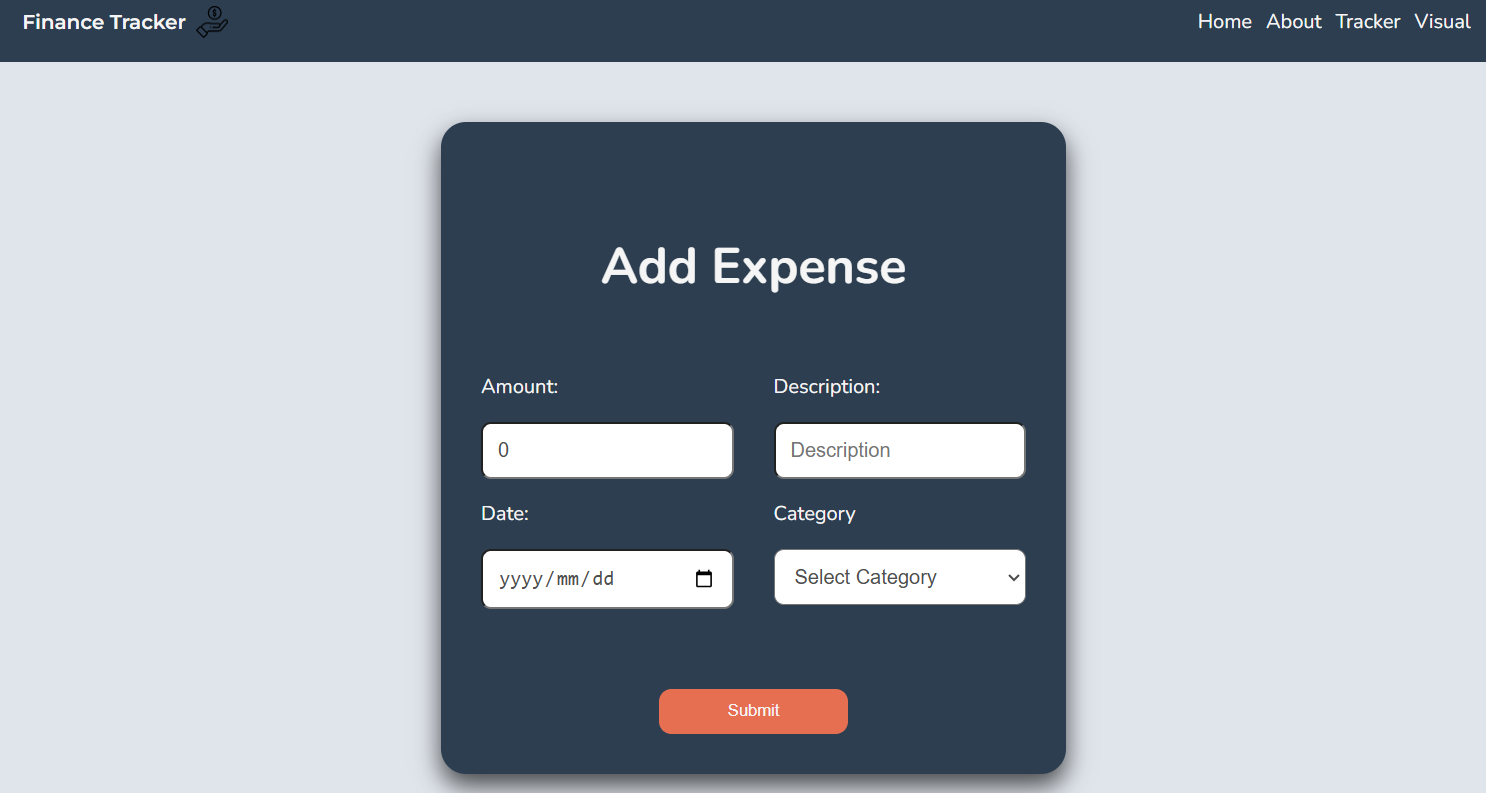 Finance Tracker
Home About Tracker Visual
Add Expense
Amount:
Description:
0
Description
Date:
Category
yyyy/mm/dd
Select Category
Submit